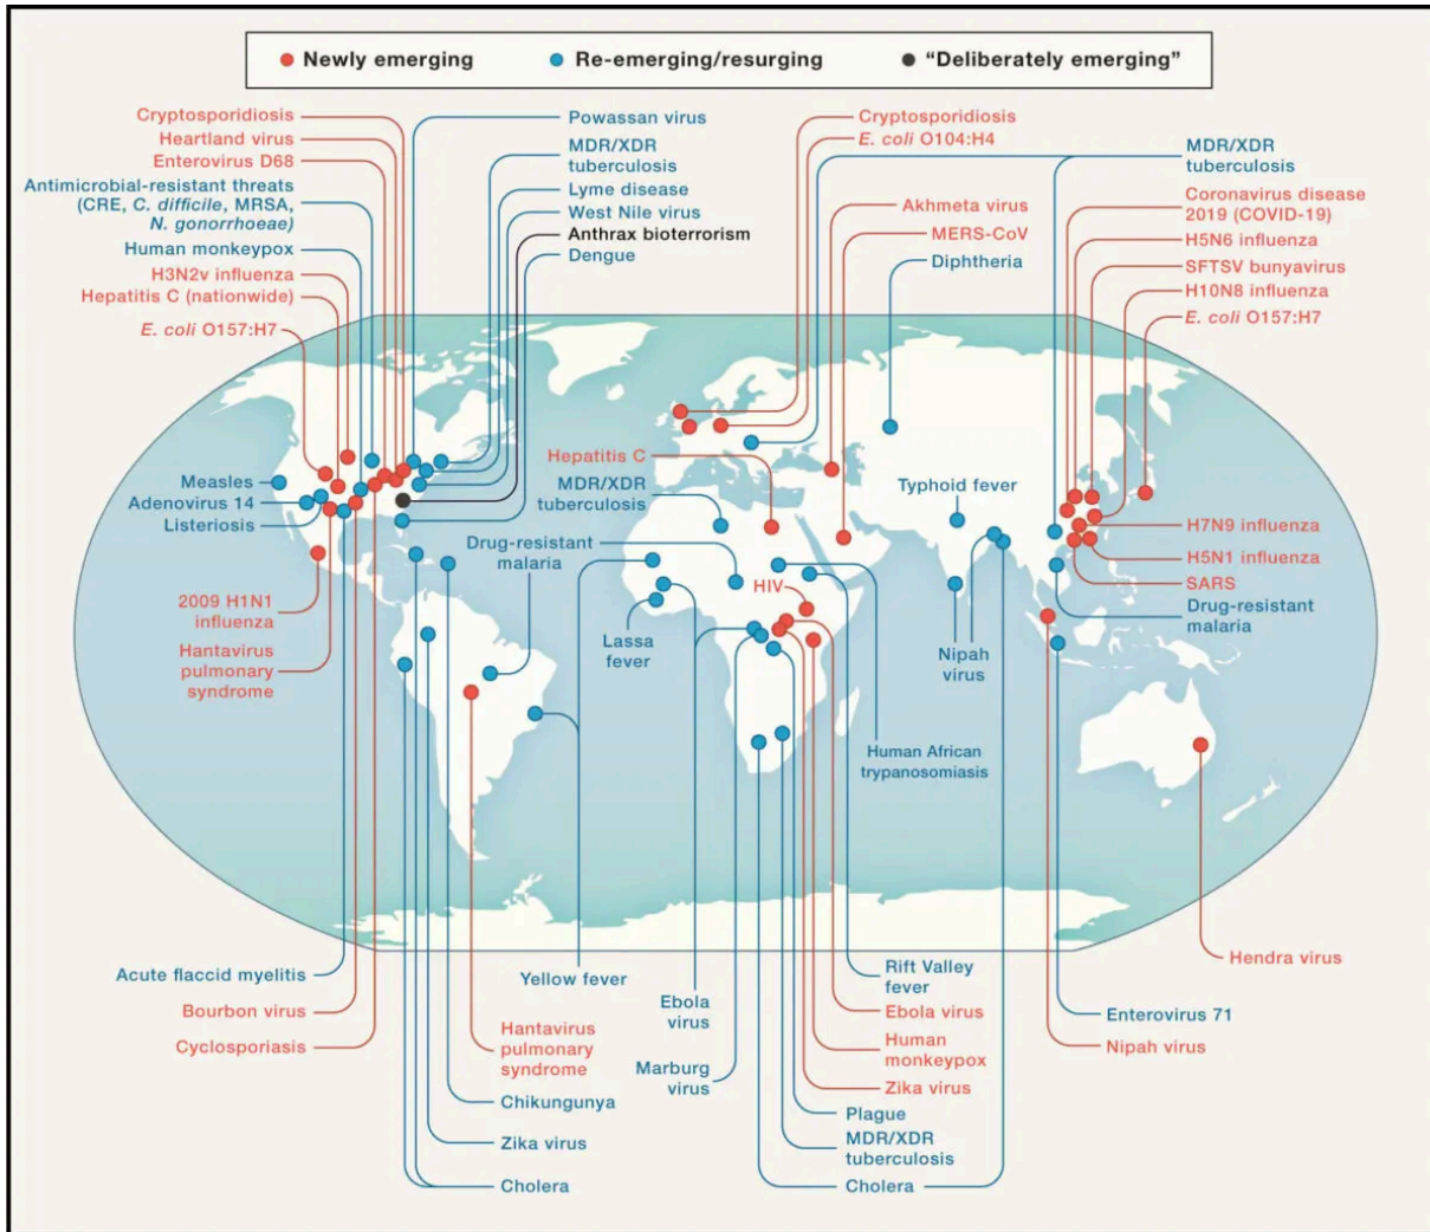 Newly emerging
Re-emerging/resurging
“Deliberately emerging”
Cryptosporidiosis
Heartland virus
Enterovirus D68
Antimicrobial-resistant threats
(CRE, C. difficile, MRSA,
N. gonorrhoeae)
Human monkeypox
H3N2v influenza
Hepatitis C (nationwide)
E. coli O157:H7
Powassan virus
MDR/XDR
tuberculosis
Lyme disease
West Nile virus
Anthrax bioterrorism
Dengue
Cryptosporidiosis
E. coli O104:H4
Akhmeta virus
MERS-CoV
Diphtheria
MDR/XDR
tuberculosis
Coronavirus disease
2019 (COVID-19)
H5N6 influenza
SFTSV bunyavirus
H10N8 influenza
E. coli O157:H7
Measles
Adenovirus 14
Listeriosis
2009 H1N1
influenza
Hantavirus
pulmonary
syndrome
Hepatitis C
MDR/XDR
tuberculosis
Drug-resistant
malaria
HIV
Lassa
fever
Typhoid fever
Nipah
virus
Human African
trypanosomiasis
H7N9 influenza
H5N1 influenza
SARS
Drug-resistant
malaria
Hendra virus
Acute flaccid myelitis
Bourbon virus
Cyclosporiasis
Yellow fever
Hantavirus
pulmonary
syndrome
Chikungunya
Zika virus
Cholera
Ebola
virus
Marburg
virus
Rift Valley
fever
Ebola virus
Human
monkeypox
Zika virus
Plague
MDR/XDR
tuberculosis
Cholera
Enterovirus 71
Nipah virus